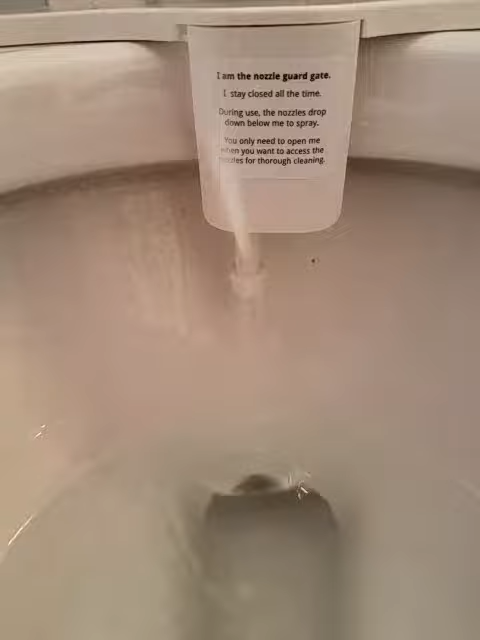 I am the nozzle guard gate.
I stay closed all the time.
During use, the nozzles drop
down below me to spray.
You only need to open me
when you want to access the
nozzles for thorough cleaning.